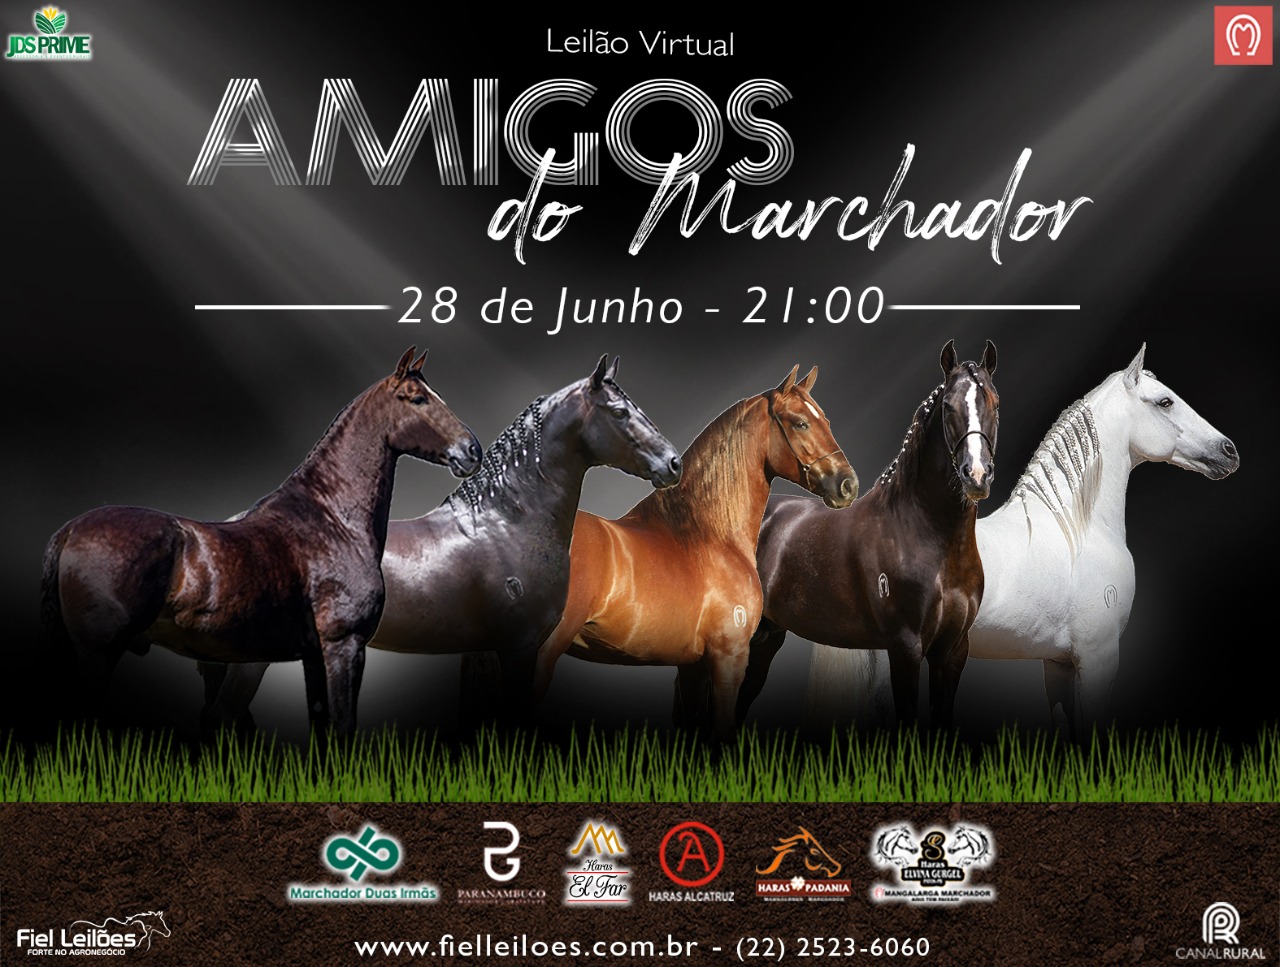 JDS PRIME
Leilão Virtual
AMIGOS
do Marchador
28 de Junho - 21:00
Marchador Duas Irmãs
PARANAMBUCO
Haras
El Far
HARAS ALCATRUZ
HARAS PADANIA
MANGALARGA MARCHADOR
Haras
ELVINA GURGEL
MANGALARGA MARCHADOR
Fiel Leilões
FORTE NO AGRONEGÓCIO
www.fielleiloes.com.br - (22) 2523-6060
CANALRURAL